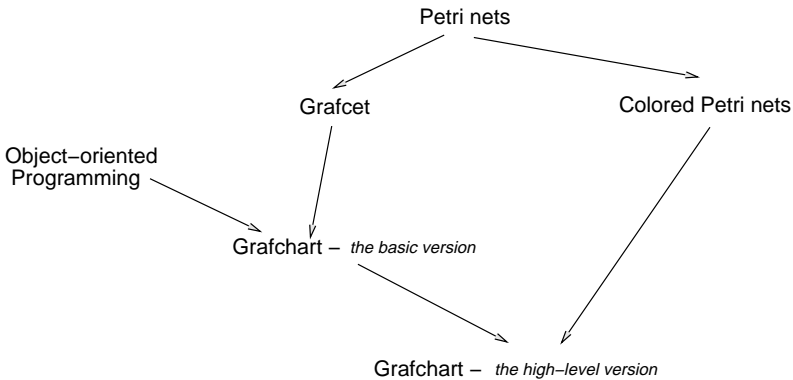 Petri nets
Grafcet
Colored Petri nets
Object–oriented
Programming
Grafchart – the basic version
Grafchart – the high–level version